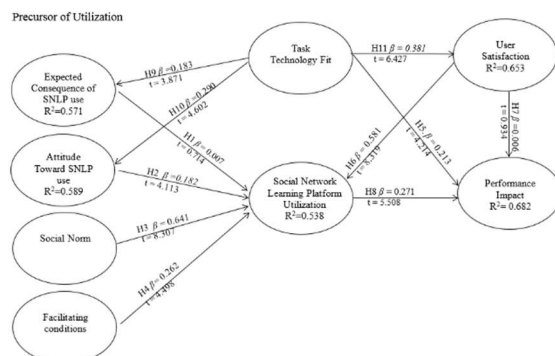 Precursor of Utilization
Expected
Consequence of
SNLP use
R²=0.571
Task
Technology Fit
User
Satisfaction
R²=0.653
H9 β=0.183
t=3.871
H11 β=0.381
t=6.427
H10 β=0.290
t=4.602
H1 β=0.007
t=0.714
H6 β=0.581
t=8.319
H5 β=0.213
t=4.214
H7 β=0.006
t=0.934
Attitude
Toward SNLP
use
R²=0.589
H2 β=0.182
t=4.113
Social Network
Learning Platform
Utilization
R²=0.538
H8 β=0.271
t=5.508
Performance
Impact
R²=0.682
Social Norm
H3 β=0.641
t=8.307
H4 β=0.262
t=4.498
Facilitating
conditions